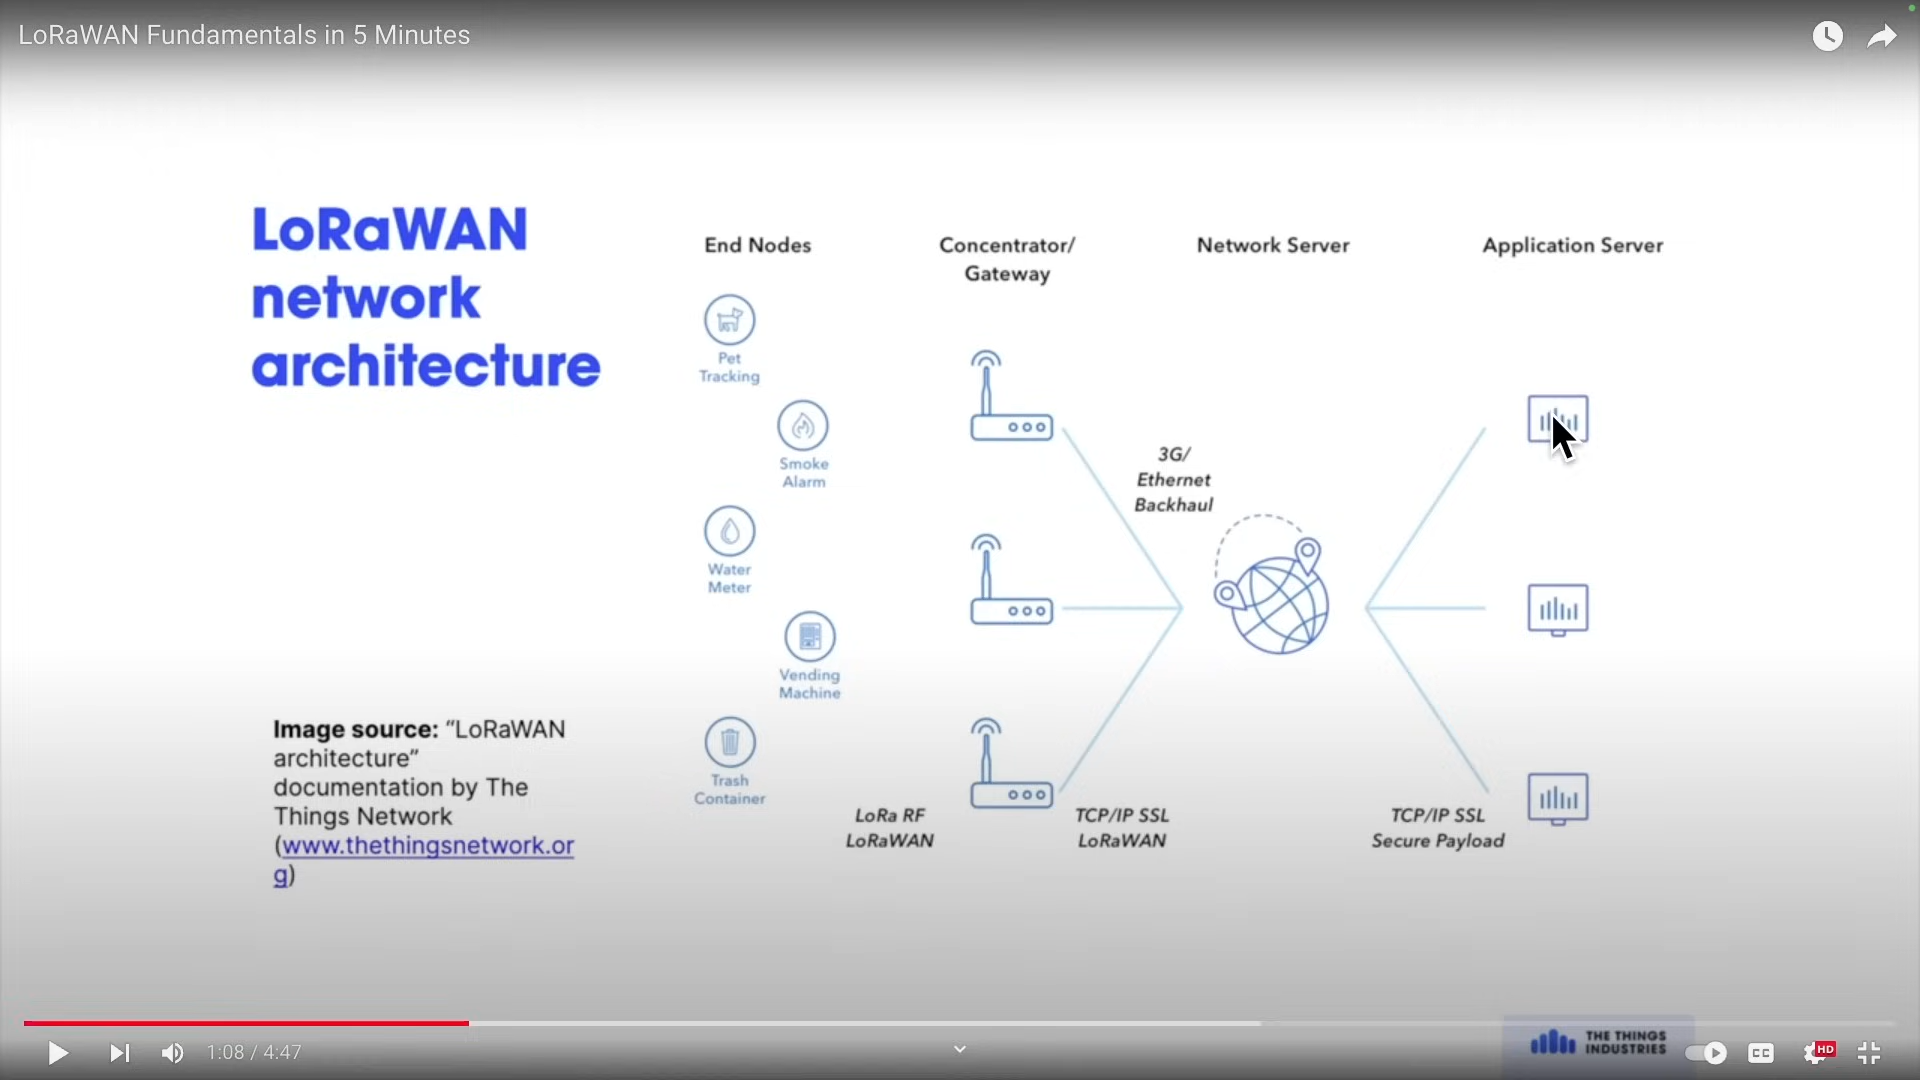 LoRaWAN Fundamentals in 5 Minutes
LoRaWAN
network
architecture
End Nodes
Concentrator/
Gateway
Network Server
Application Server
Pet
Tracking
Smoke
Alarm
Water
Meter
Vending
Machine
Trash
Container
3G/
Ethernet
Backhaul
LoRa RF
LoRaWAN
TCP/IP SSL
LoRaWAN
TCP/IP SSL
Secure Payload
Image source: “LoRaWAN
architecture”
documentation by The
Things Network
(www.thethingsnetwork.or
g)
1:08 / 4:47
THE THINGS
INDUSTRIES
CC
HD